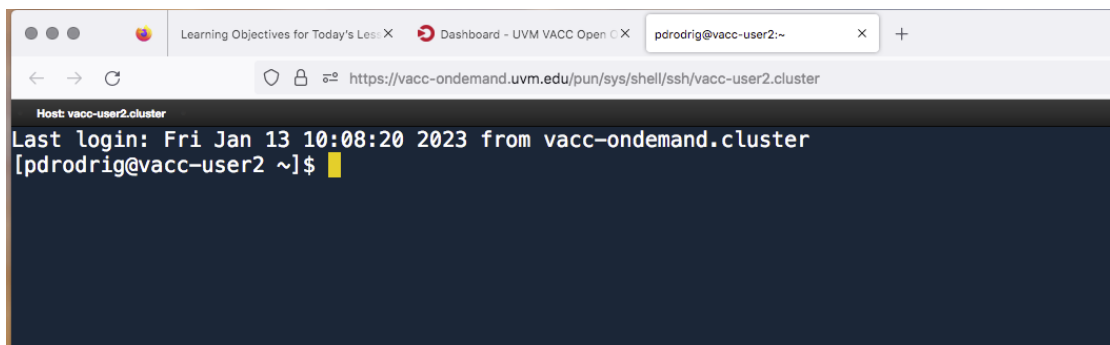 Learning Objectives for Today's Less
Dashboard - UVM VACC Open O
pdrodrig@vacc-user2:~
https://vacc-ondemand.uvm.edu/pun/sys/shell/ssh/vacc-user2.cluster
Host: vacc-user2.cluster
Last login: Fri Jan 13 10:08:20 2023 from vacc-ondemand.cluster
[pdrodrig@vacc-user2 ~]$